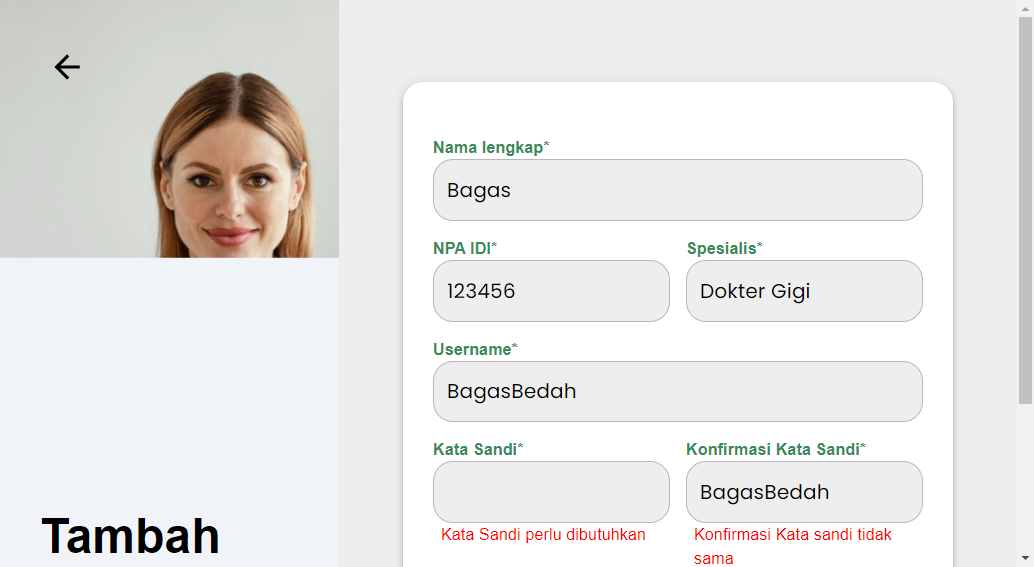 Nama lengkap*
Bagas
NPA IDI* Spesialis*
123456 Dokter Gigi
Username*
BagasBedah
Kata Sandi* Konfirmasi Kata Sandi*
BagasBedah
Kata Sandi perlu dibutuhkan Konfirmasi Kata sandi tidak
sama
Tambah